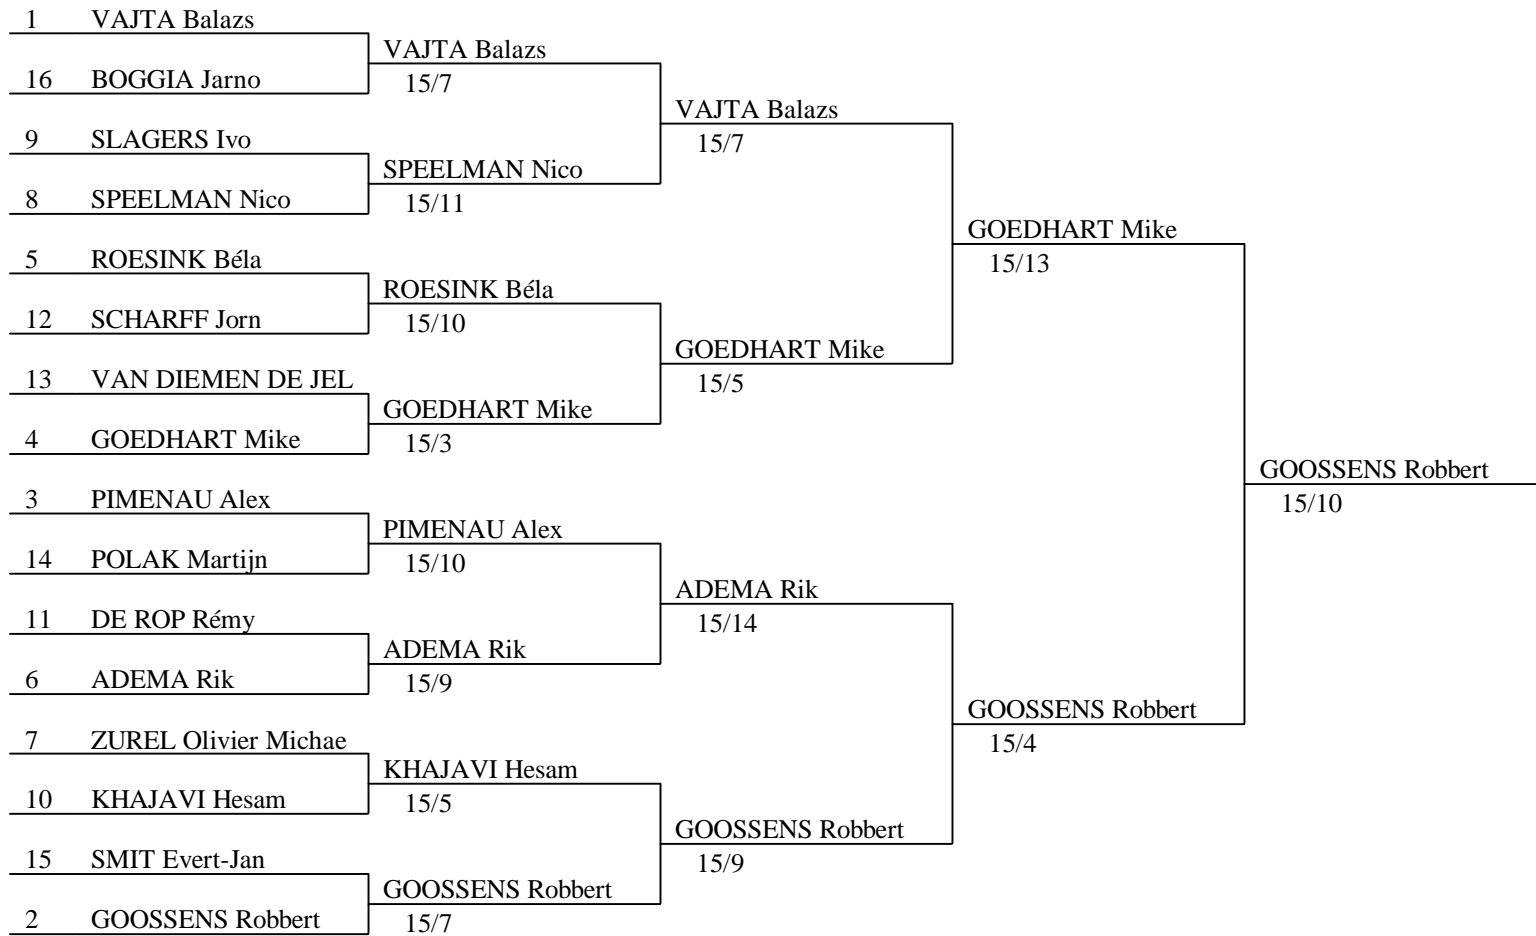 1 VAJTA Balazs
16 BOGGIA Jarno
9 SLAGERS Ivo
8 SPEELMAN Nico
5 ROESINK Béla
12 SCHARFF Jorn
13 VAN DIEMEN DE JEL
4 GOEDHART Mike
3 PIMENAU Alex
14 POLAK Martijn
11 DE ROP Rémy
6 ADEMA Rik
7 ZUREL Olivier Michae
10 KHAJAVI Hesam
15 SMIT Evert-Jan
2 GOOSSENS Robbert
VAJTA Balazs
15/7
SPEELMAN Nico
15/11
ROESINK Béla
15/10
GOEDHART Mike
15/3
PIMENAU Alex
15/10
ADEMA Rik
15/9
KHAJAVI Hesam
15/5
GOOSSENS Robbert
15/7
VAJTA Balazs
15/7
GOEDHART Mike
15/5
ADEMA Rik
15/14
GOOSSENS Robbert
15/9
GOEDHART Mike
15/13
GOOSSENS Robbert
15/4
GOOSSENS Robbert
15/10